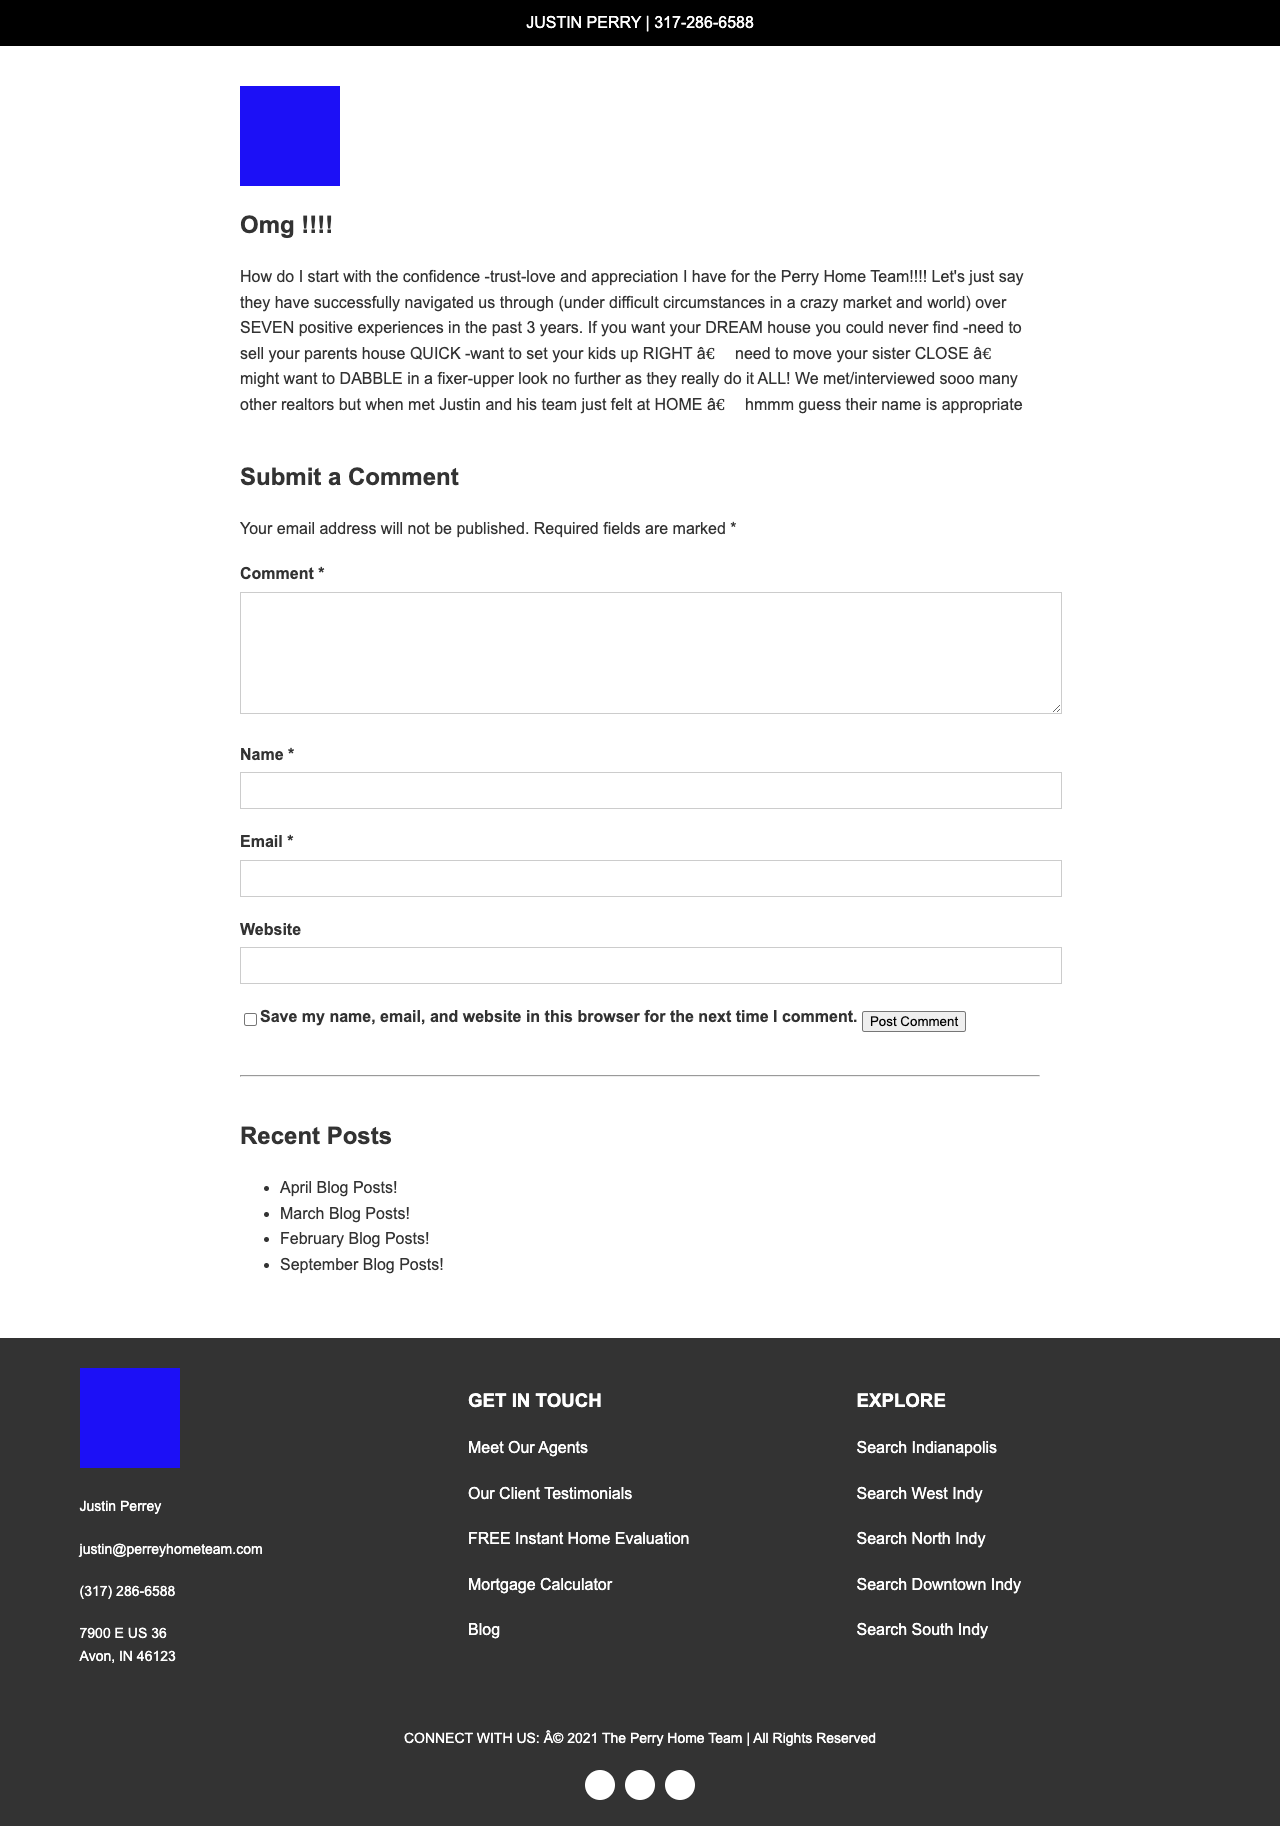 JUSTIN PERRY | 317-286-6588
Omg !!!!
How do I start with the confidence -trust-love and appreciation I have for the Perry Home Team!!!! Let's just say
they have successfully navigated us through (under difficult circumstances in a crazy market and world) over
SEVEN positive experiences in the past 3 years. If you want your DREAM house you could never find -need to
sell your parents house QUICK -want to set your kids up RIGHT â€ need to move your sister CLOSE â€
might want to DABBLE in a fixer-upper look no further as they really do it ALL! We met/interviewed sooo many
other realtors but when met Justin and his team just felt at HOME â€ hmmm guess their name is appropriate
Submit a Comment
Your email address will not be published. Required fields are marked *
Comment *
Name *
Email *
Website
Save my name, email, and website in this browser for the next time I comment. Post Comment
Recent Posts
• April Blog Posts!
• March Blog Posts!
• February Blog Posts!
• September Blog Posts!
Justin Perrey
justin@perreyhometeam.com
(317) 286-6588
7900 E US 36
Avon, IN 46123
GET IN TOUCH
Meet Our Agents
Our Client Testimonials
FREE Instant Home Evaluation
Mortgage Calculator
Blog
EXPLORE
Search Indianapolis
Search West Indy
Search North Indy
Search Downtown Indy
Search South Indy
CONNECT WITH US: Â© 2021 The Perry Home Team | All Rights Reserved